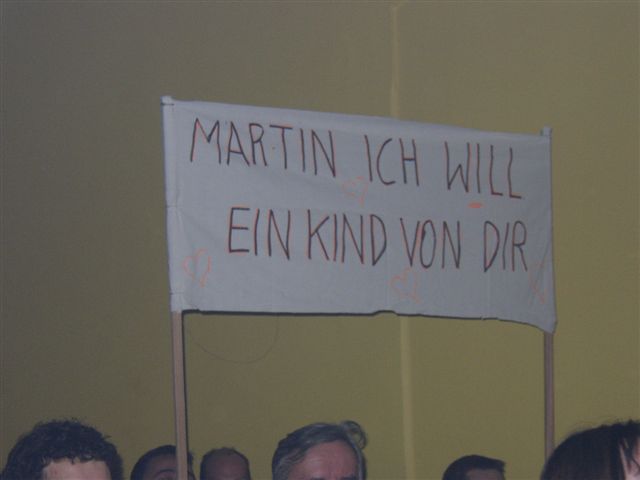 MARTIN ICH WILL
EIN KIND VON DIR